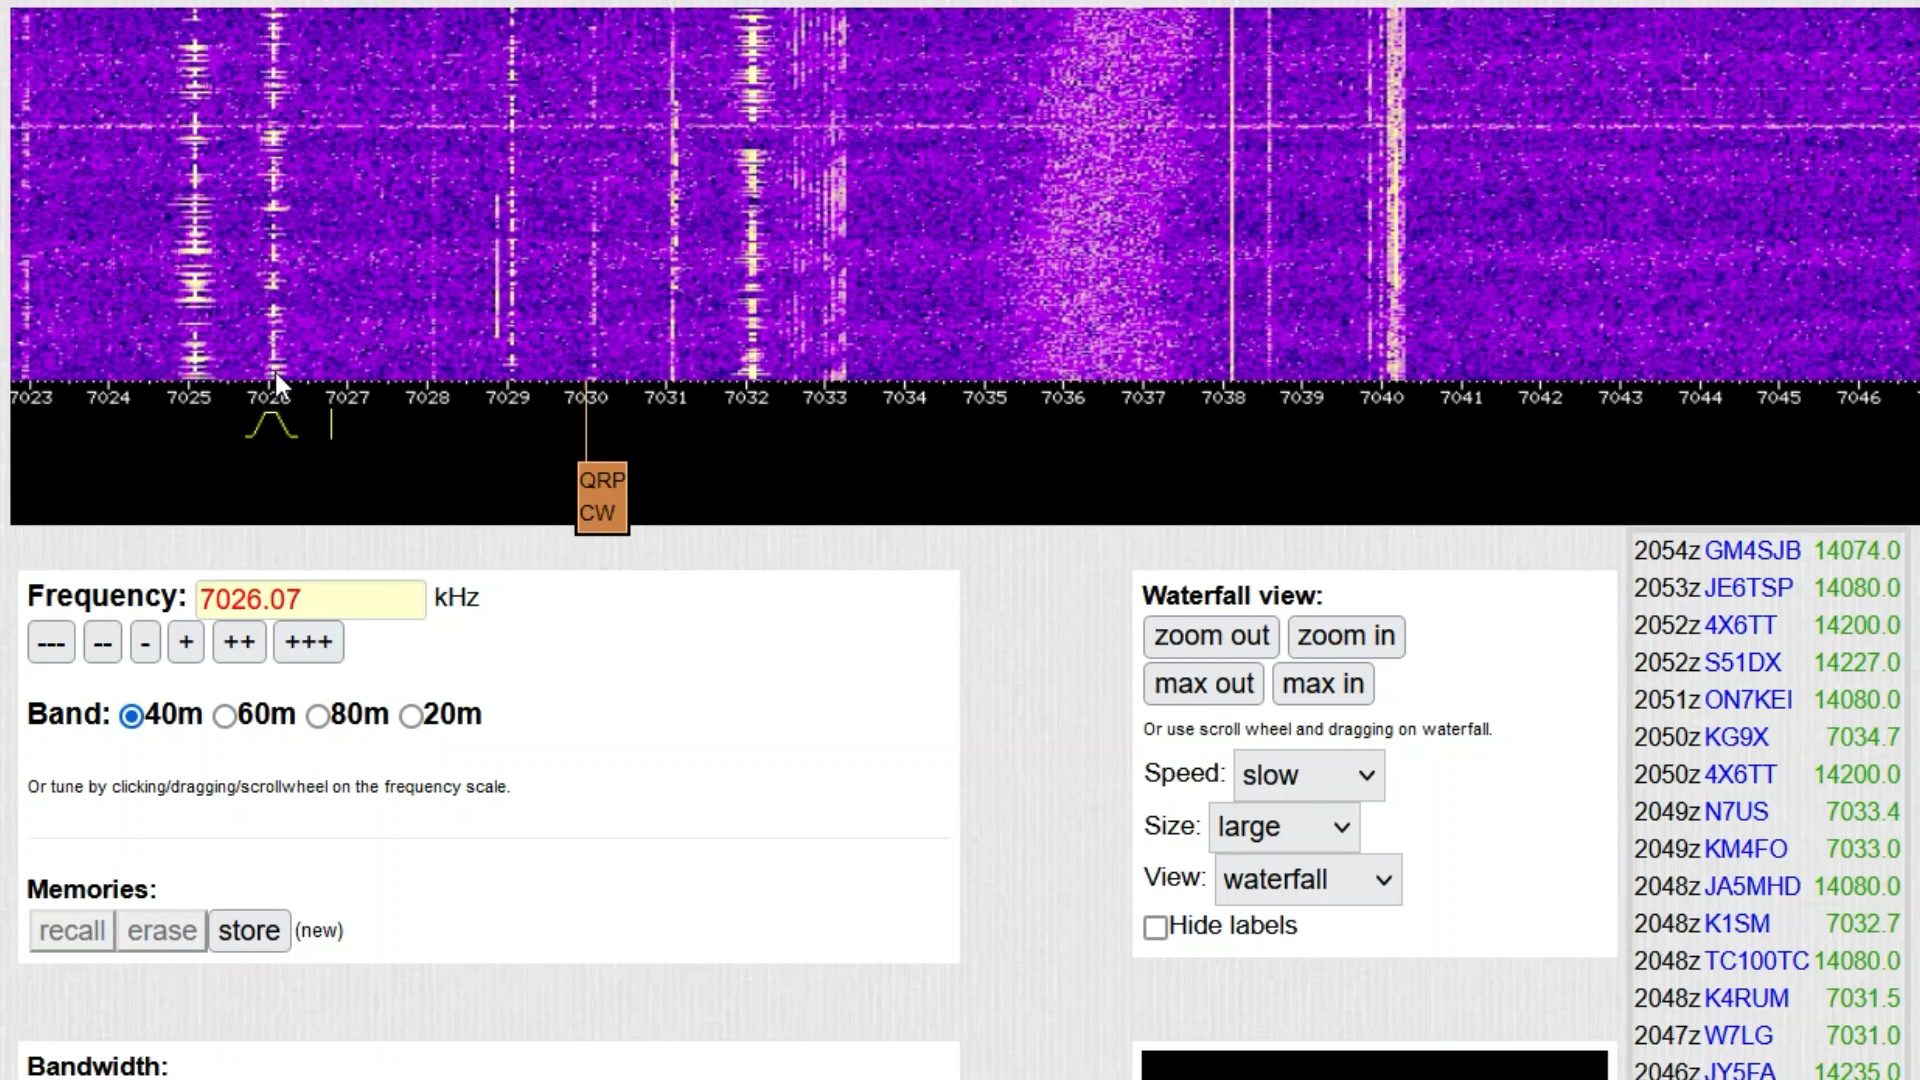 7023 7024 7025 7026 7027 7028 7029 7030 7031 7032 7033 7034 7035 7036 7037 7038 7039 7040 7041 7042 7043 7044 7045 7046
QRP
CW
Frequency: 7026.07 kHz
--- -- - + ++ +++
Band: 40m 60m 80m 20m
Or tune by clicking/dragging/scrollwheel on the frequency scale.
Memories:
recall erase store (new)
Bandwidth:
Waterfall view:
zoom out zoom in
max out max in
Or use scroll wheel and dragging on waterfall.
Speed: slow
Size: large
View: waterfall
Hide labels
2054z GM4SJB 14074.0
2053z JE6TSP 14080.0
2052z 4X6TT 14200.0
2052z S51DX 14227.0
2051z ON7KEI 14080.0
2050z KG9X 7034.7
2050z 4X6TT 14200.0
2049z N7US 7033.4
2049z KM4FO 7033.0
2048z JA5MHD 14080.0
2048z K1SM 7032.7
2048z TC100TC 14080.0
2048z K4RUM 7031.5
2047z W7LG 7031.0
2046z JY5FA 14235.0